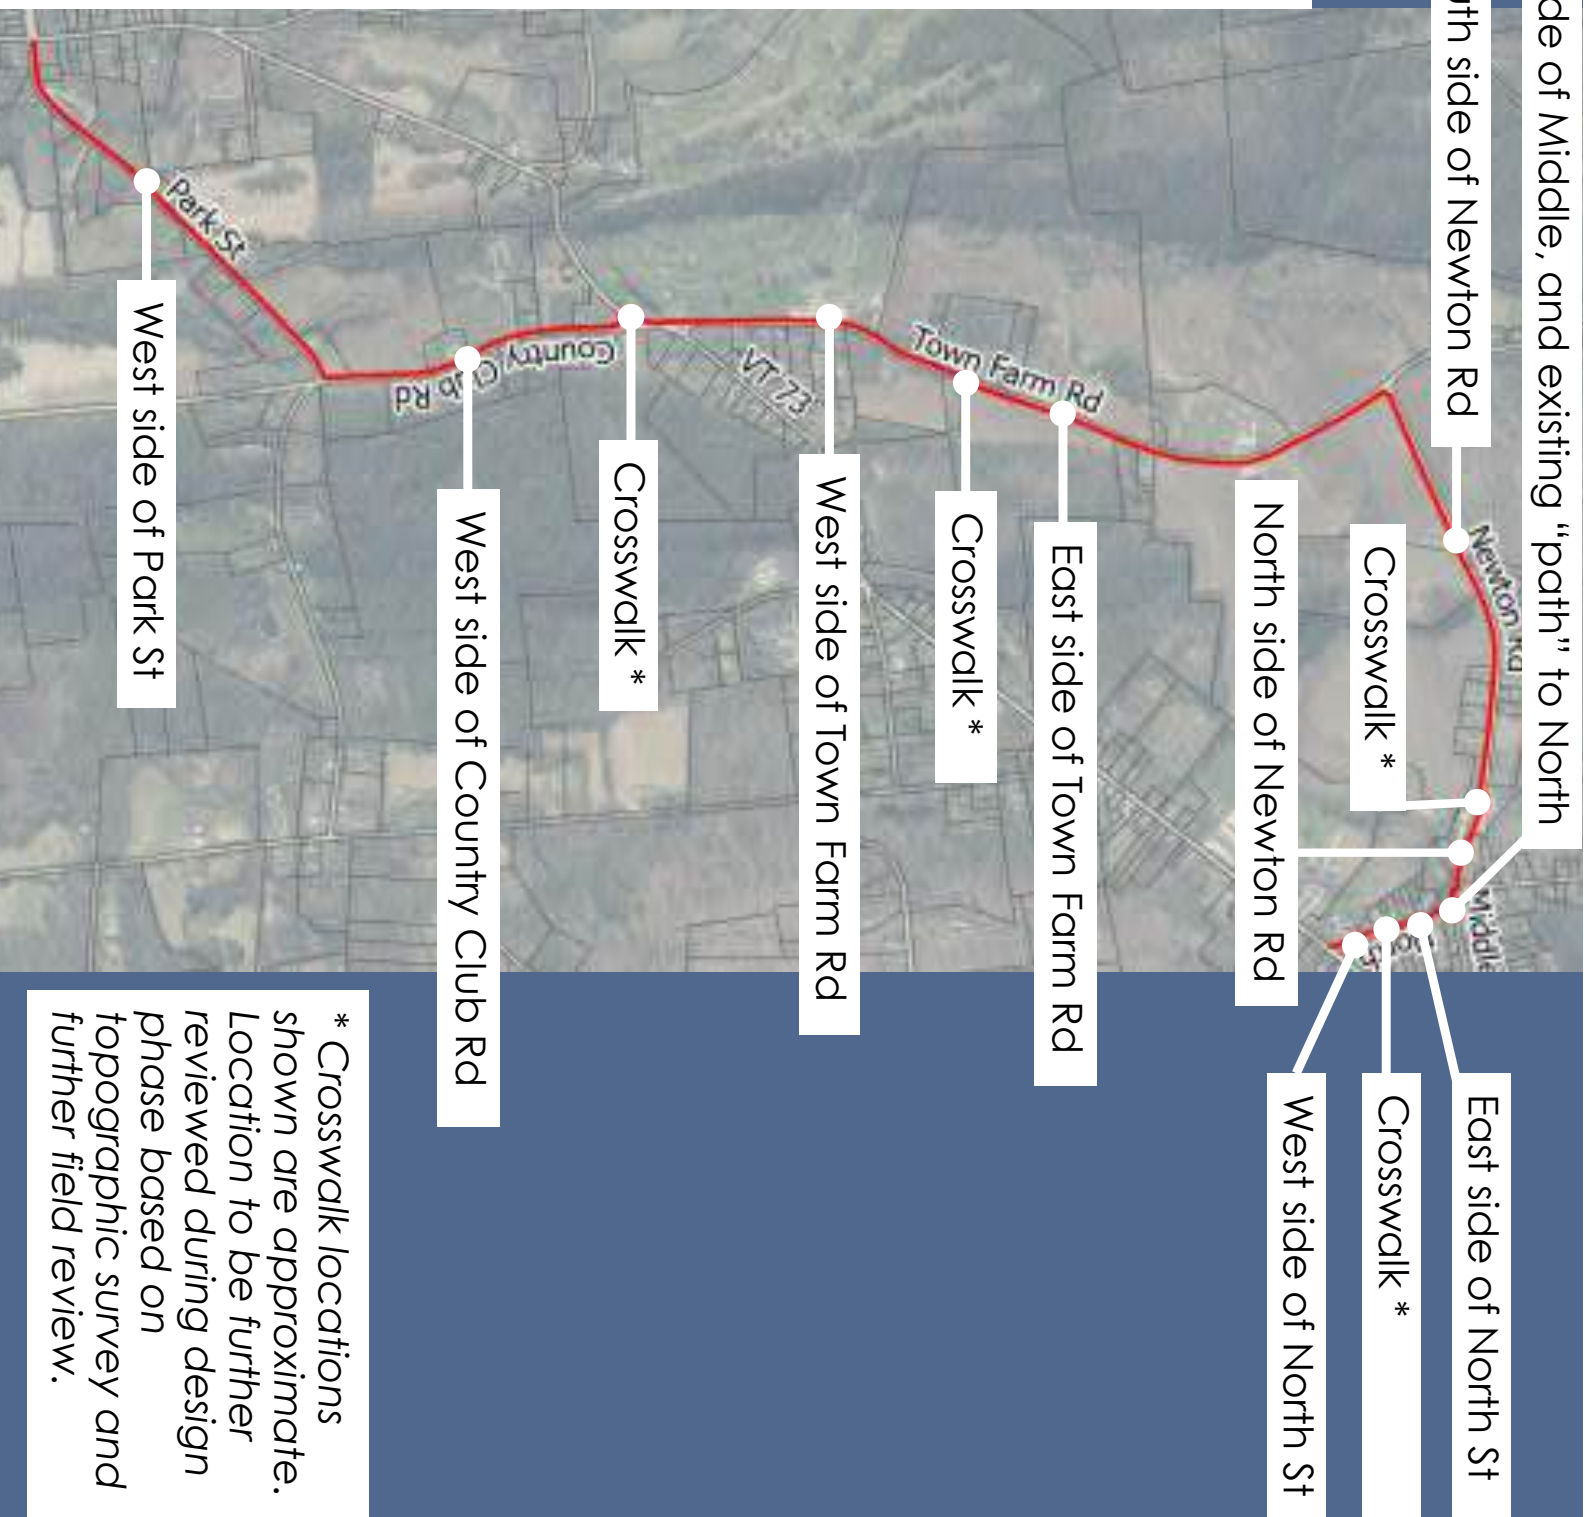 de of Middle, and existing “path” to North
th side of Newton Rd
Newton Rd
Middle
East side of North St
Crosswalk *
Crosswalk *
West side of North St
North side of Newton Rd
Town Farm Rd
East side of Town Farm Rd
Crosswalk *
West side of Town Farm Rd
VT 73
Crosswalk *
Country Club Rd
West side of Country Club Rd
Park St
West side of Park St
* Crosswalk locations
shown are approximate.
Location to be further
reviewed during design
phase based on
topographic survey and
further field review.